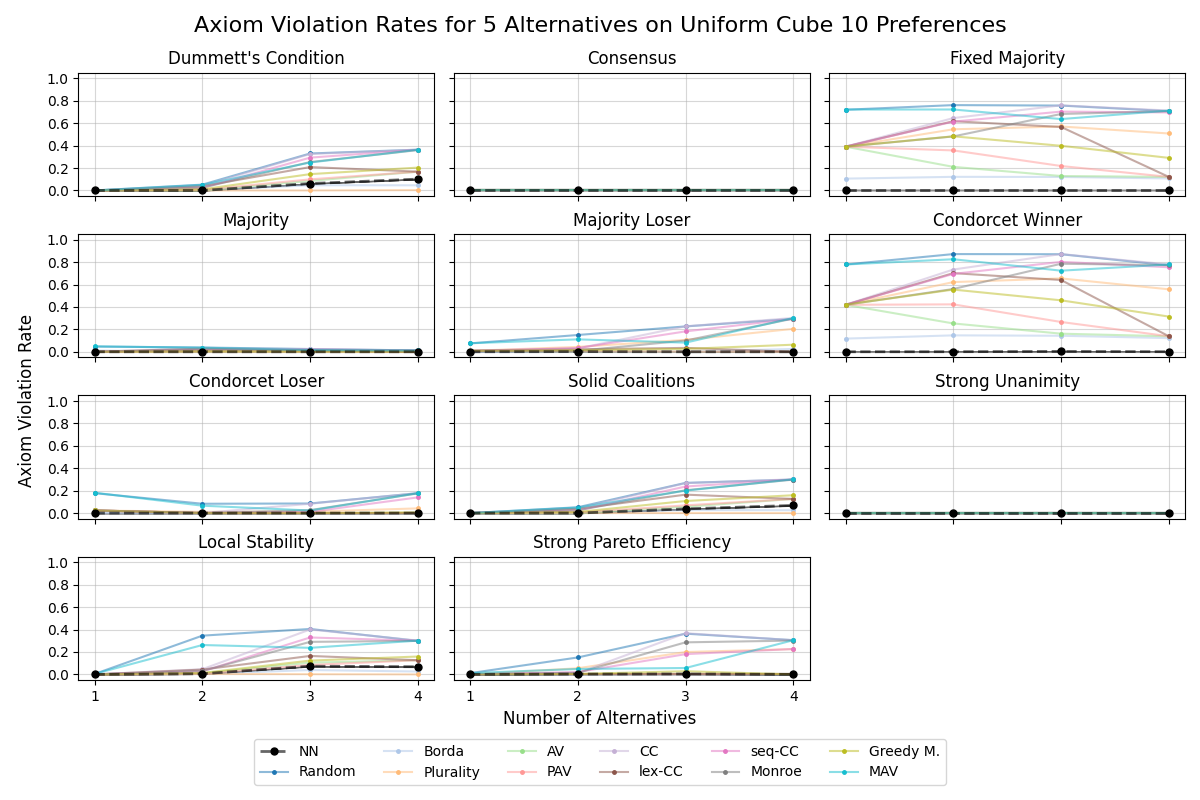 Axiom Violation Rates for 5 Alternatives on Uniform Cube 10 Preferences
Dummett's Condition
Consensus
Fixed Majority
1.0
0.8
0.6
0.4
0.2
0.0
Majority
Majority Loser
Condorcet Winner
1.0
0.8
0.6
0.4
0.2
0.0
Condorcet Loser
Solid Coalitions
Strong Unanimity
1.0
0.8
0.6
0.4
0.2
0.0
Local Stability
Strong Pareto Efficiency
1.0
0.8
0.6
0.4
0.2
0.0
1 2 3 4
1 2 3 4
Axiom Violation Rate
Number of Alternatives
NN Borda AV CC seq-CC Greedy M.
Random Plurality PAV lex-CC Monroe MAV